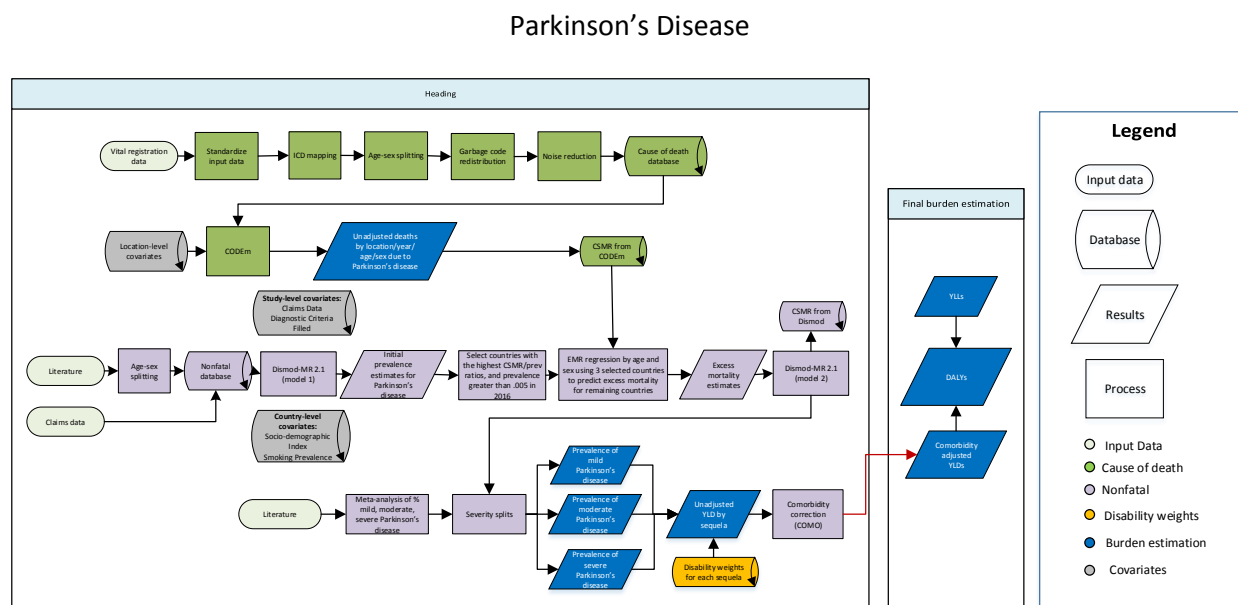 Parkinson's Disease
Heading
Vital registration
data
Standardize
input data
ICD mapping
Age-sex splitting
Garbage code
redistribution
Noise reduction
Cause of death
database
Location-level
covariates
CODEm
Unadjusted deaths
by location/year/
age/sex due to
Parkinson's disease
CSMR from
CODEm
Study-level covariates:
Claims Data
Diagnostic Criteria
Filled
CSMR from
Dismod
Literature
Age-sex
splitting
Nonfatal
database
Dismod-MR 2.1
(model 1)
Initial
prevalence
estimates for
Parkinson's
disease
Select countries
with the highest
CSMR/prev
ratios, and
prevalence
greater than .005 in
2016
EMR regression by age and
sex using 3 selected countries
to predict excess mortality
for remaining countries
Excess
mortality
estimates
Dismod-MR 2.1
(model 2)
Claims data
Country-level
covariates:
Socio-demographic
Index
Smoking Prevalence
Literature
Meta-analysis of %
mild, moderate,
severe Parkinson's
disease
Severity splits
Prevalence of
mild
Parkinson's
disease
Prevalence
of moderate
Parkinson's
disease
Prevalence of
severe
Parkinson's
disease
Unadjusted
YLD by
sequela
Disability weights
for each sequela
Comorbidity
correction
(COMO)
Final burden estimation
YLLs
DALYs
Comorbidity
adjusted
YLDs
Legend
Input data
Database
Results
Process
Input Data
Cause of death
Nonfatal
Disability weights
Burden estimation
Covariates